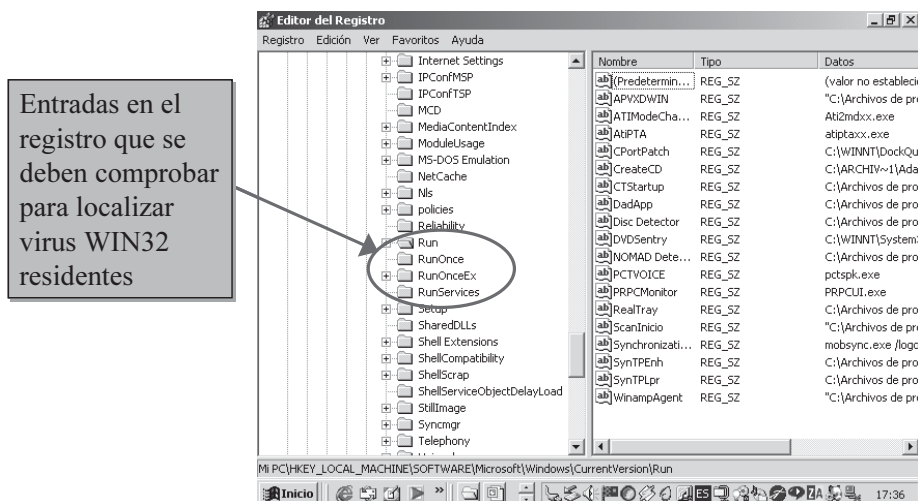 Editor del Registro
Registro Edición Ver Favoritos Ayuda
Entradas en el
registro que se
deben comprobar
para localizar
virus WIN32
residentes
Internet Settings
IPConfMSP
IPConfTSP
MCD
MediaContentIndex
ModuleUsage
MS-DOS Emulation
NetCache
Nls
policies
Reliability
Run
RunOnce
RunOnceEx
RunServices
Setup
SharedDLLs
Shell Extensions
ShellCompatibility
ShellScrap
ShellServiceObjectDelayLoad
StillImage
Syncmgr
Telephony
Nombre Tipo Datos
(Predetermin... REG_SZ (valor no establecid
APVXDWIN REG_SZ "C:\Archivos de pro
ATIModeCha... REG_SZ Ati2mdxx.exe
AtiPTA REG_SZ atiptaxx.exe
CPortPatch REG_SZ C:\WINNT\DockQu
CreateCD REG_SZ C:\ARCHIV~1\Ada
CTStartup REG_SZ C:\Archivos de pro
DadApp REG_SZ C:\Archivos de pro
Disc Detector REG_SZ C:\Archivos de pro
DVDSentry REG_SZ C:\WINNT\System3
NOMAD Dete... REG_SZ C:\Archivos de pro
PCTVOICE REG_SZ pctspk.exe
PRPCMonitor REG_SZ PRPCUI.exe
RealTray REG_SZ C:\Archivos de pro
ScanInicio REG_SZ "C:\Archivos de pro
Synchronizati... REG_SZ mobsync.exe /logo
SynTPEnh REG_SZ C:\Archivos de pro
SynTPLpr REG_SZ C:\Archivos de pro
WinampAgent REG_SZ "C:\Archivos de pro
Mi PC\HKEY_LOCAL_MACHINE\SOFTWARE\Microsoft\Windows\CurrentVersion\Run
Inicio » ES 17:36